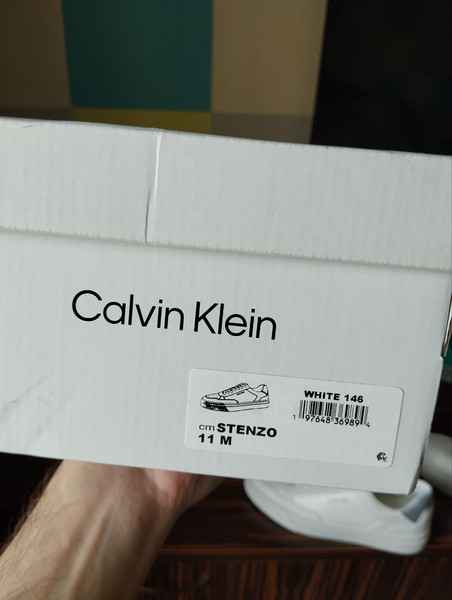 Calvin Klein
WHITE 146
1 97648 36989 4
cm STENZO
11 M